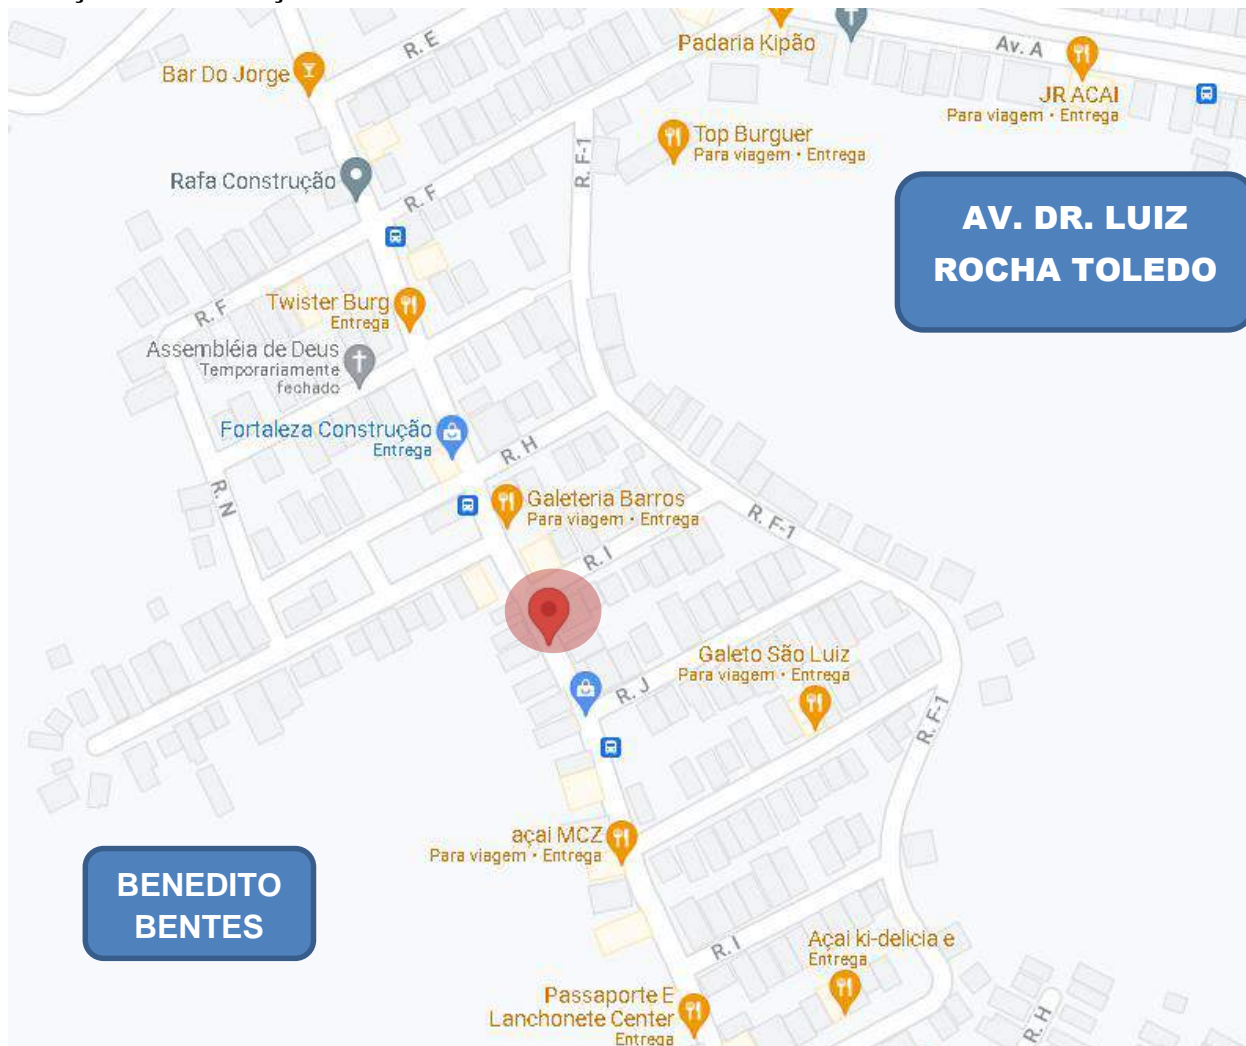 R. E
Padaria Kipão
Av. A
Bar Do Jorge
JR ACAI
Para viagem • Entrega
Top Burguer
Para viagem • Entrega
R. F-1
Rafa Construção
R. F
AV. DR. LUIZ
ROCHA TOLEDO
Twister Burg
Entrega
R. F
Assembléia de Deus
Temporariamente
fechado
Fortaleza Construção
Entrega
R. H
R. N
Galeteria Barros
Para viagem • Entrega
R. F-1
R. I
Galeto São Luiz
Para viagem • Entrega
R. J
R. F-1
açai MCZ
Para viagem • Entrega
BENEDITO
BENTES
R. I
Açai ki-delicia e
Entrega
Passaporte E
Lanchonete Center
Entrega
R. H